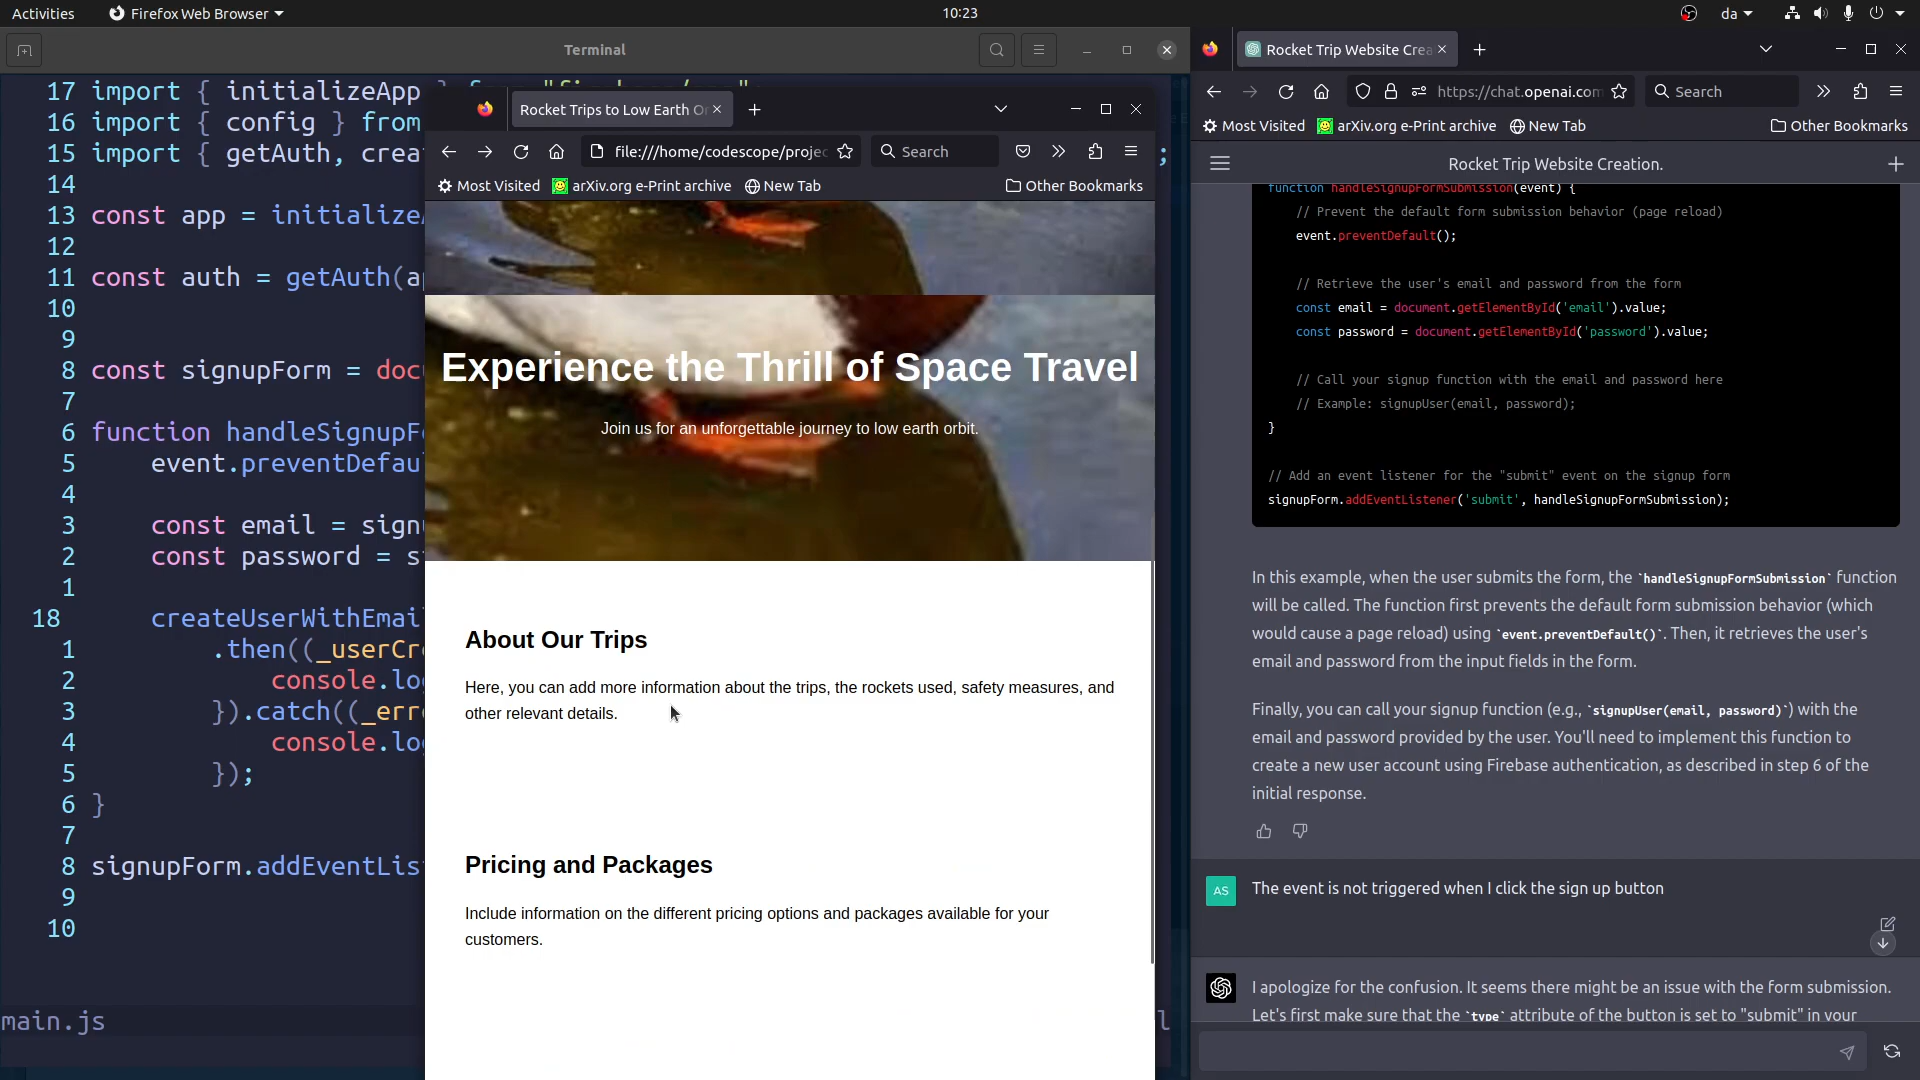 Activities
Firefox Web Browser
10:23
da
Terminal
17 import { initializeApp
16 import { config } from
15 import { getAuth, crea
14
13 const app = initialize
12
11 const auth = getAuth(a
10
9
8 const signupForm = doc
7
6 function handleSignupF
5 event.preventDefau
4
3 const email = sign
2 const password = s
1
18 createUserWithEmai
1 .then((_userCr
2 console.lo
3 }).catch((_err
4 console.lo
5 });
6 }
7
8 signupForm.addEventLis
9
10
main.js
Rocket Trips to Low Earth O
file:///home/codescope/projec
Search
Most Visited
arXiv.org e-Print archive
New Tab
Other Bookmarks
Experience the Thrill of Space Travel
Join us for an unforgettable journey to low earth orbit.
About Our Trips
Here, you can add more information about the trips, the rockets used, safety measures, and
other relevant details.
Pricing and Packages
Include information on the different pricing options and packages available for your
customers.
Rocket Trip Website Crea
https://chat.openai.com
Search
Most Visited
arXiv.org e-Print archive
New Tab
Other Bookmarks
Rocket Trip Website Creation.
function handleSignupFormSubmission(event) {
// Prevent the default form submission behavior (page reload)
event.preventDefault();
// Retrieve the user's email and password from the form
const email = document.getElementById('email').value;
const password = document.getElementById('password').value;
// Call your signup function with the email and password here
// Example: signupUser(email, password);
}
// Add an event listener for the "submit" event on the signup form
signupForm.addEventListener('submit', handleSignupFormSubmission);
In this example, when the user submits the form, the `handleSignupFormSubmission` function
will be called. The function first prevents the default form submission behavior (which
would cause a page reload) using `event.preventDefault()`. Then, it retrieves the user's
email and password from the input fields in the form.
Finally, you can call your signup function (e.g., `signupUser(email, password)`) with the
email and password provided by the user. You'll need to implement this function to
create a new user account using Firebase authentication, as described in step 6 of the
initial response.
AS
The event is not triggered when I click the sign up button
I apologize for the confusion. It seems there might be an issue with the form submission.
Let's first make sure that the `type` attribute of the button is set to "submit" in your